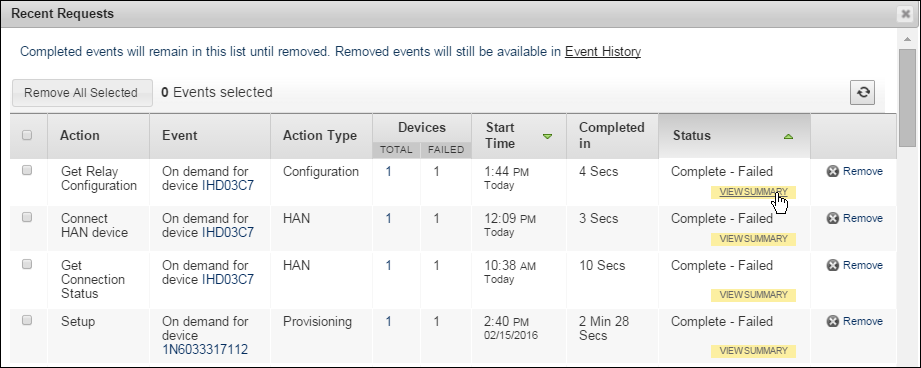 Recent Requests
Completed events will remain in this list until removed. Removed events will still be available in Event History
Remove All Selected
0 Events selected
Action
Event
Action Type
Devices
TOTAL
FAILED
Start
Time
Completed
in
Status
Get Relay
Configuration
On demand for
device IHD03C7
Configuration
1
1
1:44 PM
Today
4 Secs
Complete - Failed
VIEW SUMMARY
Remove
Connect
HAN device
On demand for
device IHD03C7
HAN
1
1
12:09 PM
Today
3 Secs
Complete - Failed
VIEW SUMMARY
Remove
Get
Connection
Status
On demand for
device IHD03C7
HAN
1
1
10:38 AM
Today
10 Secs
Complete - Failed
VIEW SUMMARY
Remove
Setup
On demand for
device
1N6033317112
Provisioning
1
1
2:40 PM
02/15/2016
2 Min 28
Secs
Complete - Failed
VIEW SUMMARY
Remove